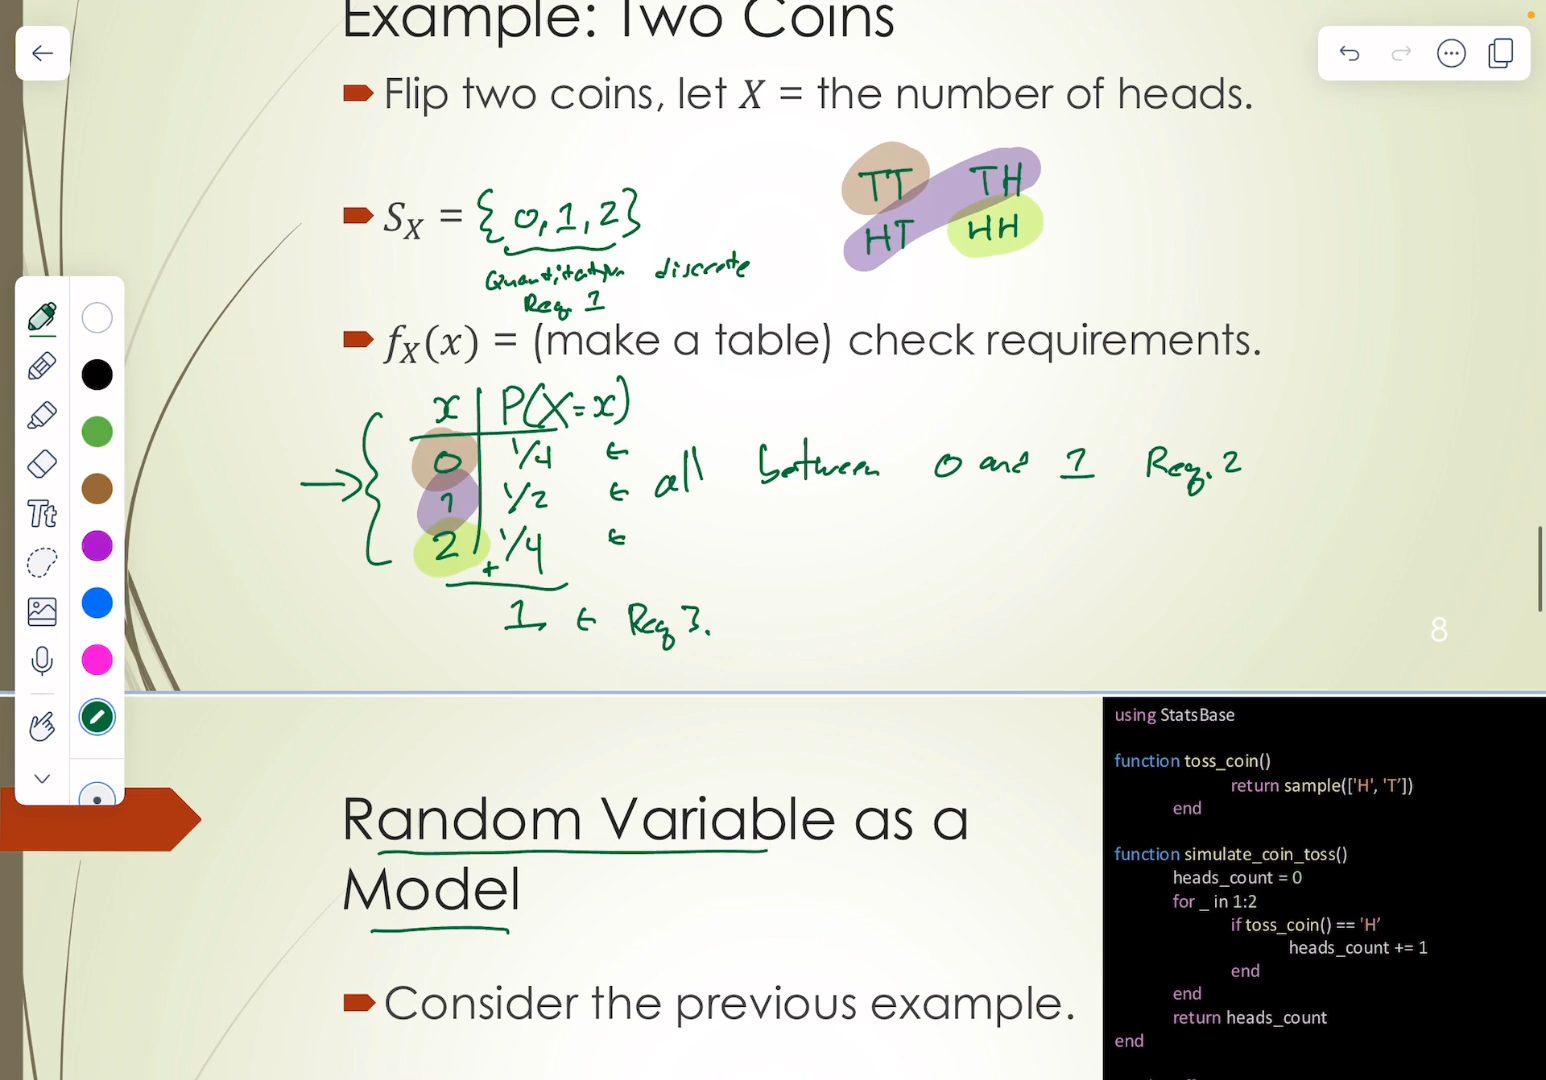 Example: Two Coins
Flip two coins, let X = the number of heads.
TT TH
HT HH
S_X = {0,1,2}
Quantitative discrete
Req. 1
f_X(x) = (make a table) check requirements.
x | P(X=x)
0 | 1/4 ←
1 | 1/2 ← all between 0 and 1 Req. 2
2 | + 1/4 ←
1 ← Req 3.
8
Tt
Random Variable as a
Model
Consider the previous example.
using StatsBase
function toss_coin()
return sample(['H', 'T'])
end
function simulate_coin_toss()
heads_count = 0
for _ in 1:2
if toss_coin() == 'H'
heads_count += 1
end
end
return heads_count
end